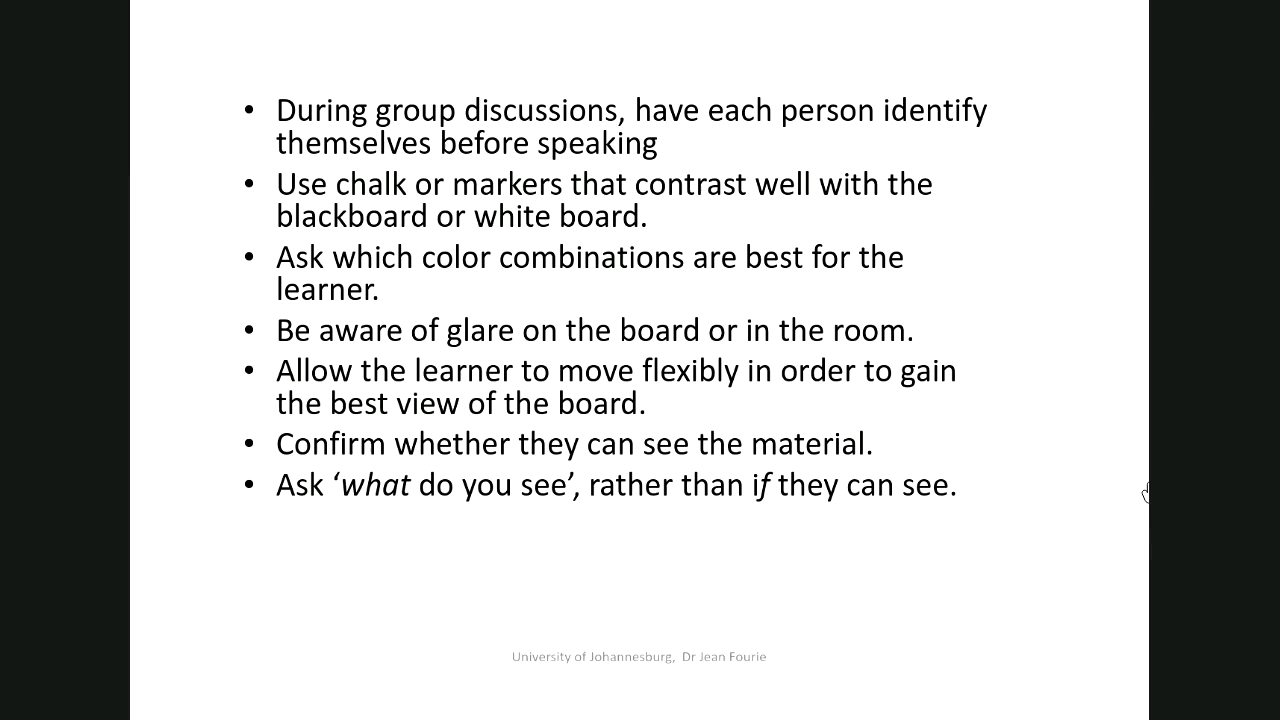 • During group discussions, have each person identify
themselves before speaking
• Use chalk or markers that contrast well with the
blackboard or white board.
• Ask which color combinations are best for the
learner.
• Be aware of glare on the board or in the room.
• Allow the learner to move flexibly in order to gain
the best view of the board.
• Confirm whether they can see the material.
• Ask ‘what do you see’, rather than if they can see.
University of Johannesburg, Dr Jean Fourie